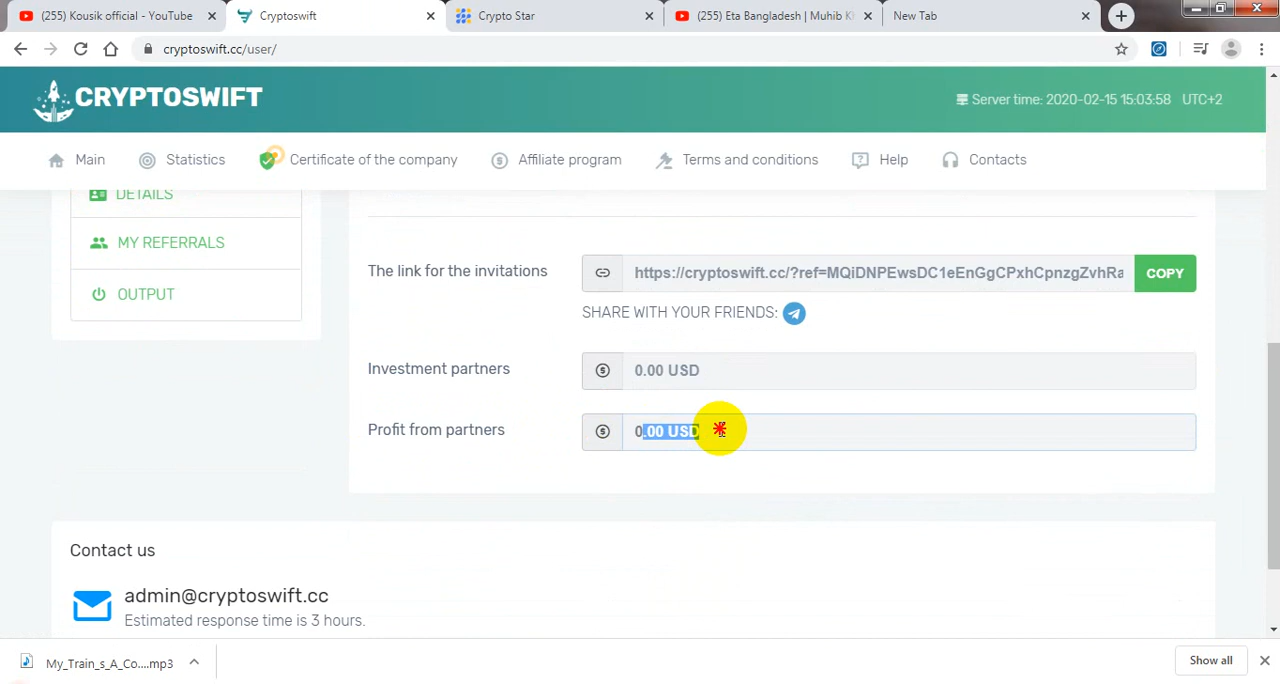 (255) Kousik official - YouTube
Cryptoswift
Crypto Star
(255) Eta Bangladesh | Muhib K
New Tab
cryptoswift.cc/user/
CRYPTOSWIFT
Server time: 2020-02-15 15:03:58 UTC+2
Main
Statistics
Certificate of the company
Affiliate program
Terms and conditions
Help
Contacts
DETAILS
MY REFERRALS
OUTPUT
The link for the invitations
https://cryptoswift.cc/?ref=MQiDNPEwsDC1eEnGgCPxhCpnzgZvhRa
COPY
SHARE WITH YOUR FRIENDS:
Investment partners
0.00 USD
Profit from partners
0.00 USD
Contact us
admin@cryptoswift.cc
Estimated response time is 3 hours.
My_Train_s_A_Co....mp3
Show all